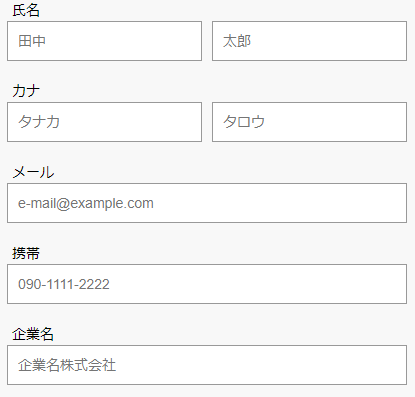 氏名
田中 太郎
カナ
タナカ タロウ
メール
e-mail@example.com
携帯
090-1111-2222
企業名
企業名株式会社